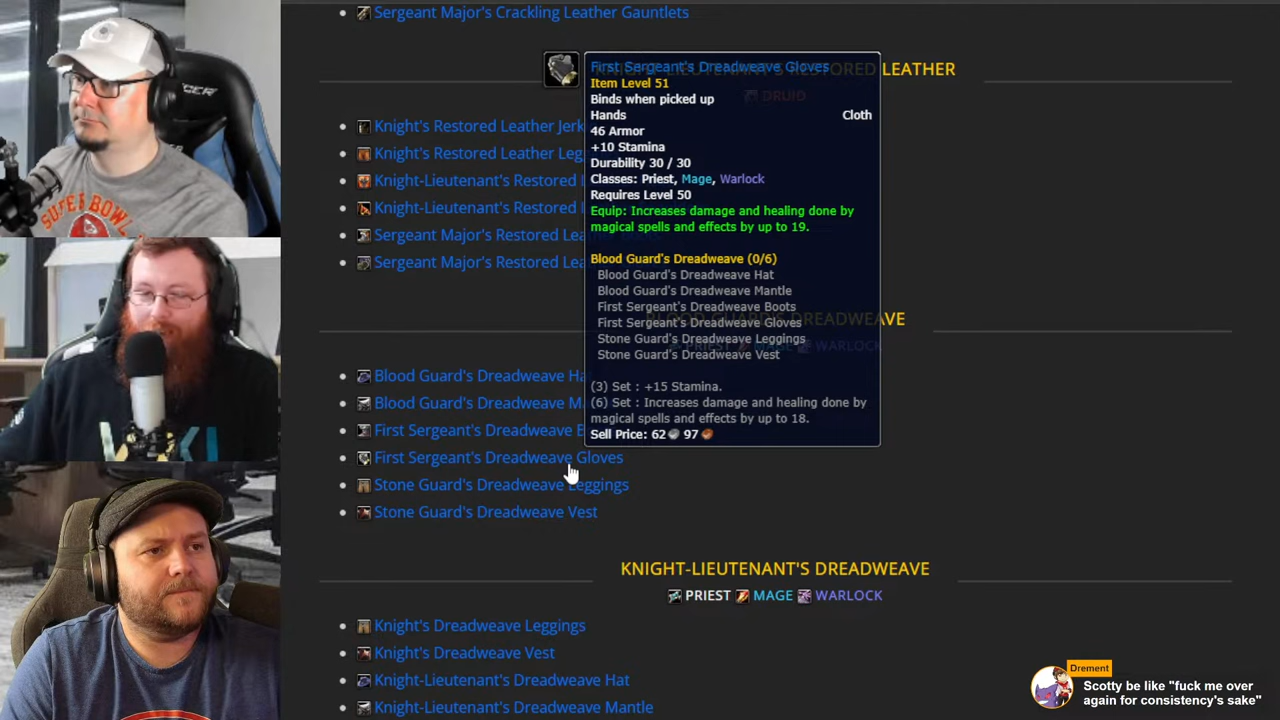 Sergeant Major's Crackling Leather Gauntlets
LEATHER
DRUID
Knight's Restored Leather Jerk
Knight's Restored Leather Leg
Knight-Lieutenant's Restored
Knight-Lieutenant's Restored
Sergeant Major's Restored Lea
Sergeant Major's Restored Lea
First Sergeant's Dreadweave Gloves
Item Level 51
Binds when picked up
Hands Cloth
46 Armor
+10 Stamina
Durability 30 / 30
Classes: Priest, Mage, Warlock
Requires Level 50
Equip: Increases damage and healing done by
magical spells and effects by up to 19.
Blood Guard's Dreadweave (0/6)
Blood Guard's Dreadweave Hat
Blood Guard's Dreadweave Mantle
First Sergeant's Dreadweave Boots
First Sergeant's Dreadweave Gloves
Stone Guard's Dreadweave Leggings
Stone Guard's Dreadweave Vest
(3) Set : +15 Stamina.
(6) Set : Increases damage and healing done by
magical spells and effects by up to 18.
Sell Price: 62 97
Blood Guard's Dreadweave Ha
Blood Guard's Dreadweave M
First Sergeant's Dreadweave B
First Sergeant's Dreadweave Gloves
Stone Guard's Dreadweave Leggings
Stone Guard's Dreadweave Vest
KNIGHT-LIEUTENANT'S DREADWEAVE
PRIEST MAGE WARLOCK
Knight's Dreadweave Leggings
Knight's Dreadweave Vest
Knight-Lieutenant's Dreadweave Hat
Knight-Lieutenant's Dreadweave Mantle
SUPER BOWL
Drement
Scotty be like "fuck me over
again for consistency's sake"